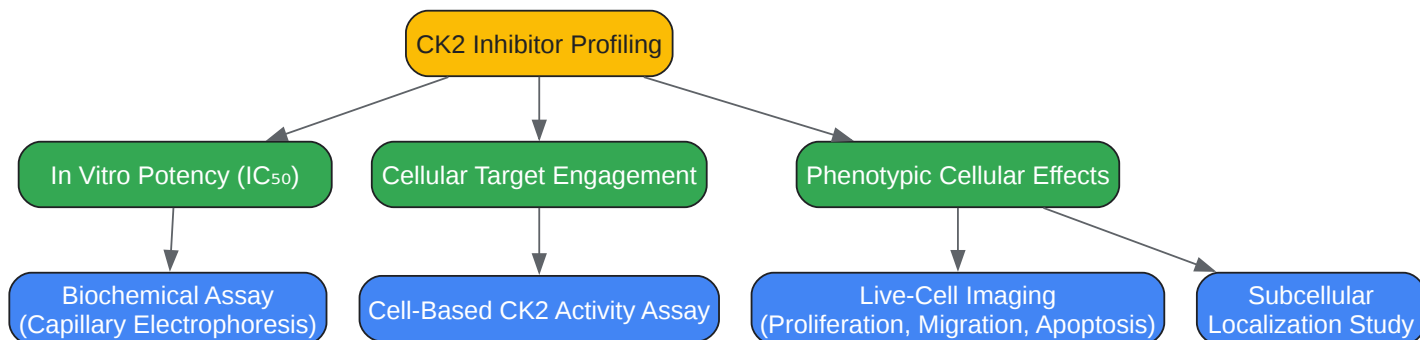 CK2 Inhibitor Profiling
In Vitro Potency (IC₅₀)
Cellular Target Engagement
Phenotypic Cellular Effects
Biochemical Assay
(Capillary Electrophoresis)
Cell-Based CK2 Activity Assay
Live-Cell Imaging
(Proliferation, Migration, Apoptosis)
Subcellular
Localization Study